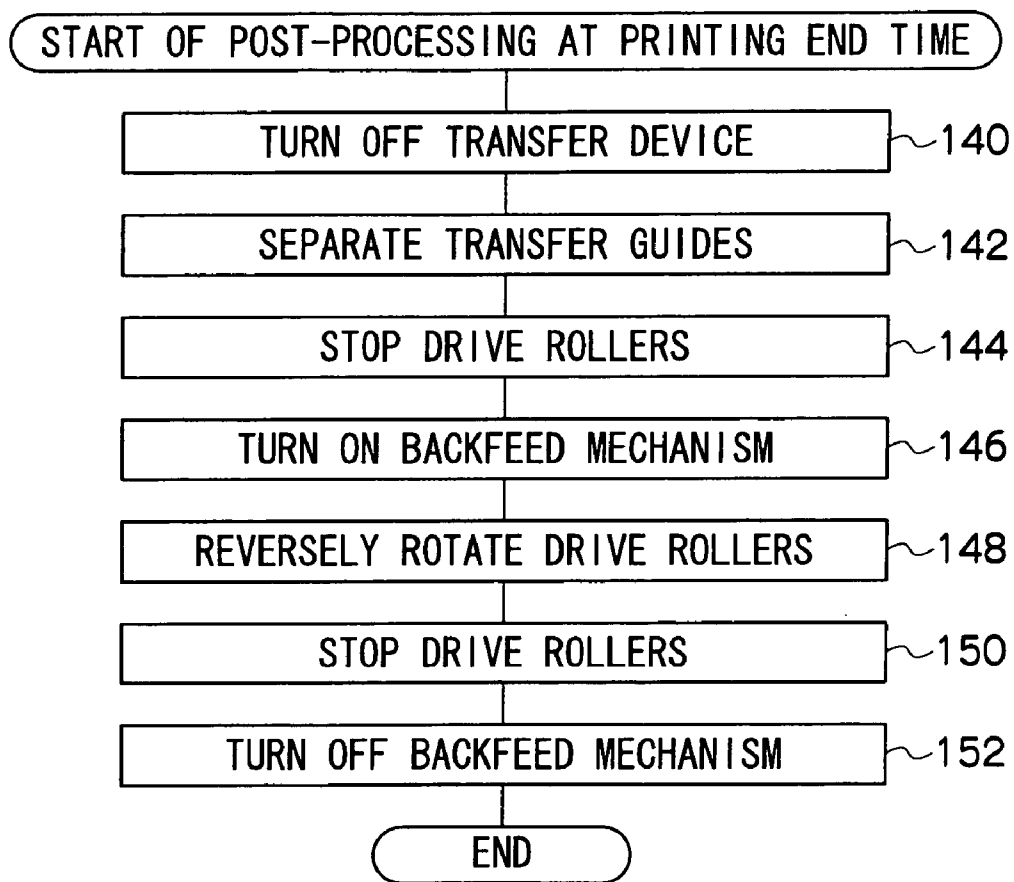 START OF POST-PROCESSING AT PRINTING END TIME
TURN OFF TRANSFER DEVICE 140
SEPARATE TRANSFER GUIDES 142
STOP DRIVE ROLLERS 144
TURN ON BACKFEED MECHANISM 146
REVERSELY ROTATE DRIVE ROLLERS 148
STOP DRIVE ROLLERS 150
TURN OFF BACKFEED MECHANISM 152
END